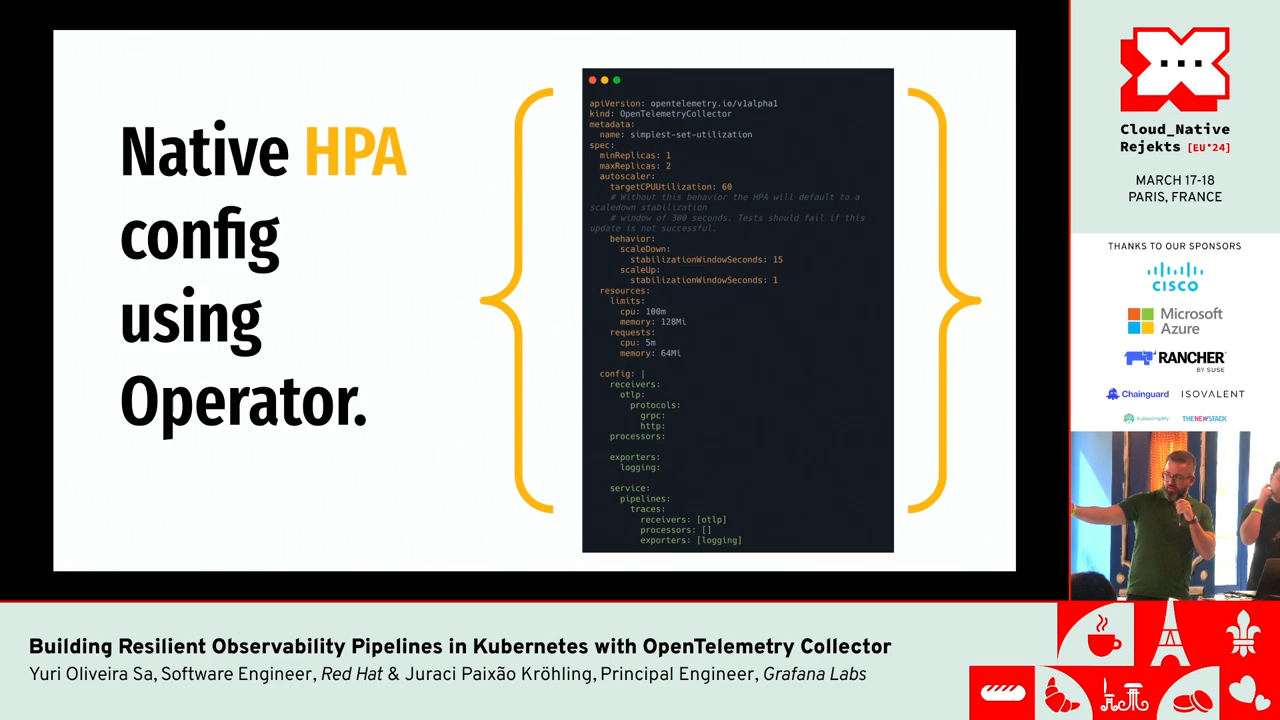 Native HPA
config
using
Operator.
apiVersion: opentelemetry.io/v1alpha1
kind: OpenTelemetryCollector
metadata:
  name: simplest-set-utilization
spec:
  minReplicas: 1
  maxReplicas: 2
  autoscaler:
    targetCPUUtilization: 60
    # Without this behavior the HPA will default to a
scaledown stabilization
    # window of 300 seconds. Tests should fail if this
update is not successful.
    behavior:
      scaleDown:
        stabilizationWindowSeconds: 15
      scaleUp:
        stabilizationWindowSeconds: 1
  resources:
    limits:
      cpu: 100m
      memory: 128Mi
    requests:
      cpu: 5m
      memory: 64Mi
  config: |
    receivers:
      otlp:
        protocols:
          grpc:
          http:
    processors:
    exporters:
      logging:
    service:
      pipelines:
        traces:
          receivers: [otlp]
          processors: []
          exporters: [logging]
Cloud_Native
Rejekts [EU*24]
MARCH 17-18
PARIS, FRANCE
THANKS TO OUR SPONSORS
CISCO
Microsoft
Azure
RANCHER
BY SUSE
Chainguard ISOVALENT
kubesimplify THENEWSTACK
Building Resilient Observability Pipelines in Kubernetes with OpenTelemetry Collector
Yuri Oliveira Sa, Software Engineer, Red Hat & Juraci Paixão Kröhling, Principal Engineer, Grafana Labs